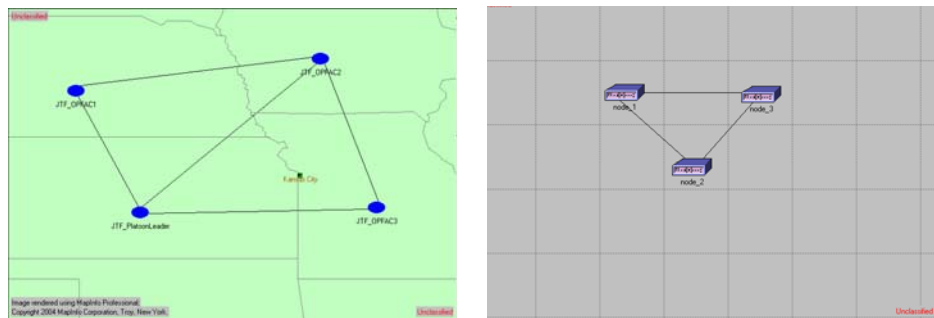 Unclassified
JTF_OPFAC2
JTF_OPFAC1
Kansas City
JTF_PlatoonLeader
JTF_OPFAC3
Image rendered using MapInfo Professional.
Copyright 2004 MapInfo Corporation, Troy, New York,
Unclassified
node_1
node_3
node_2
Unclassified